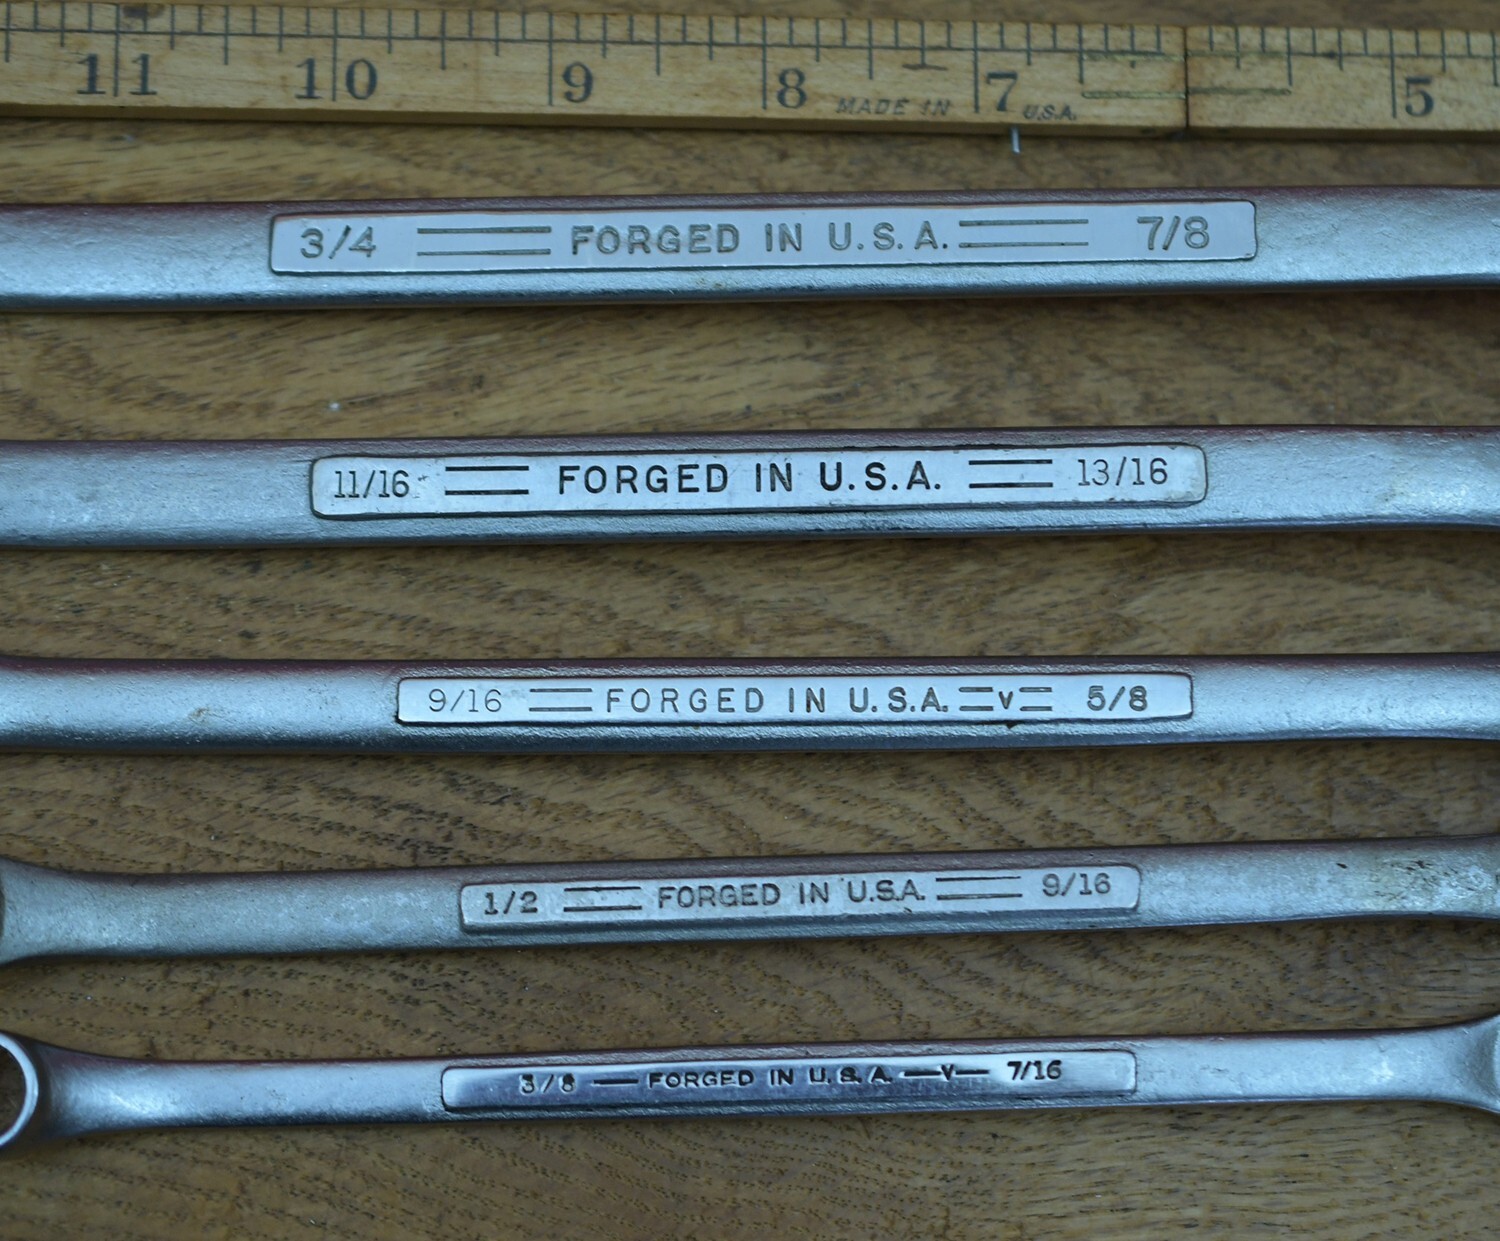 11 10 9 8 7 5
MADE IN U.S.A.
3/4 FORGED IN U.S.A. 7/8
11/16 FORGED IN U.S.A. 13/16
9/16 FORGED IN U.S.A. v 5/8
1/2 FORGED IN U.S.A. 9/16
3/8 — FORGED IN U.S.A. —V— 7/16